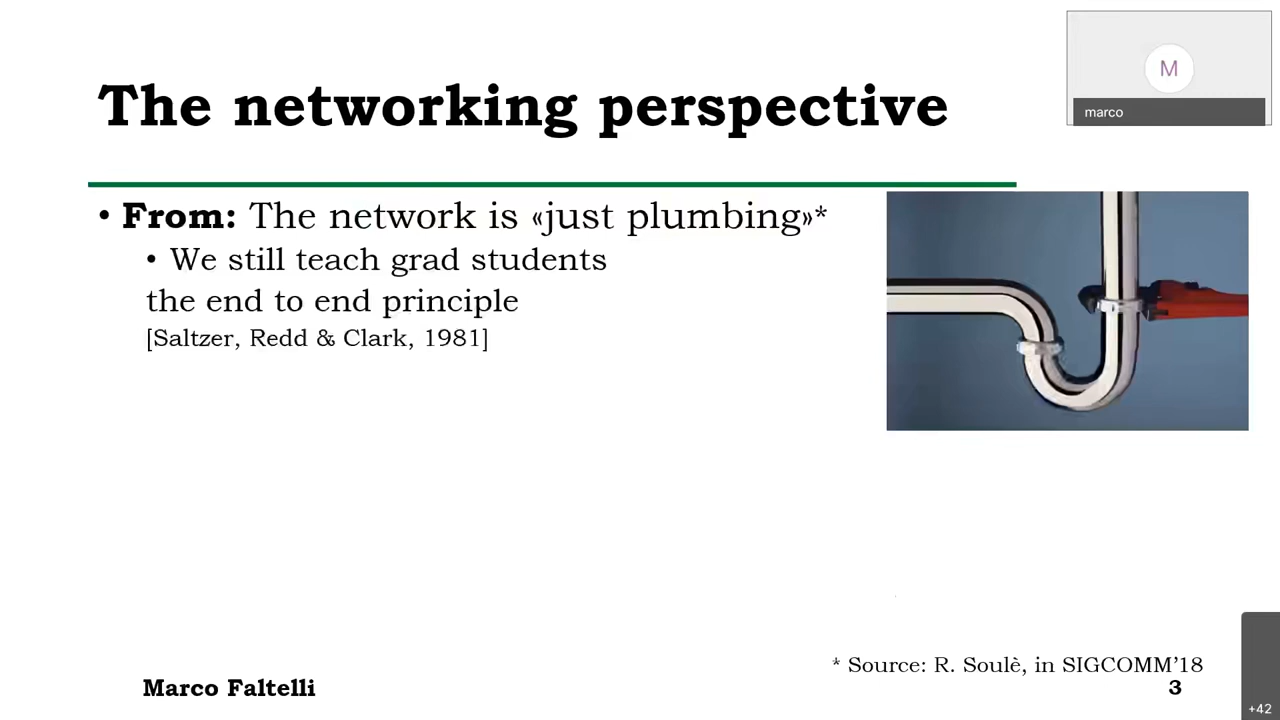 The networking perspective
M
marco
• From: The network is «just plumbing»*
• We still teach grad students
the end to end principle
[Saltzer, Redd & Clark, 1981]
* Source: R. Soulè, in SIGCOMM'18
Marco Faltelli
3
+42